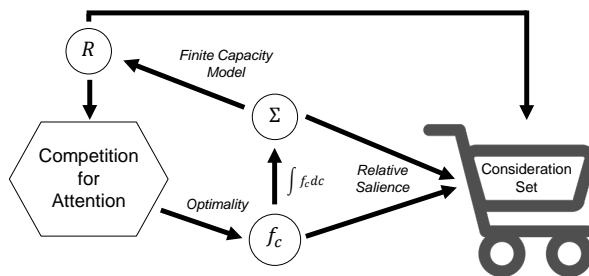 R
Finite Capacity
Model
Σ
Competition
for
Attention
∫ f_c dc
Relative
Salience
Consideration
Set
Optimality
f_c